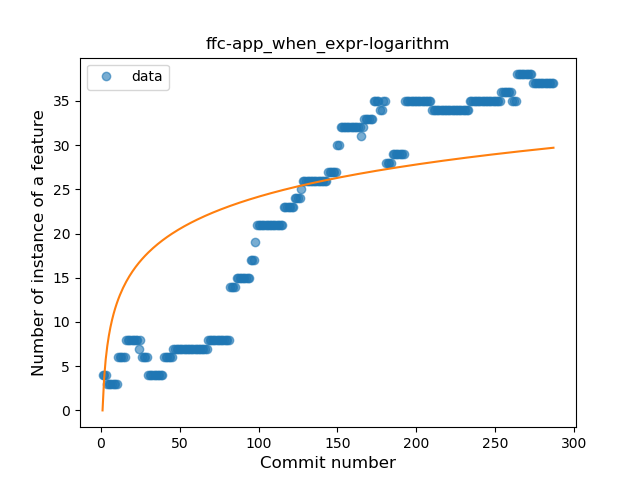 ffc-app_when_expr-logarithm
data
Number of instance of a feature
35
30
25
20
15
10
5
0
0 50 100 150 200 250 300
Commit number